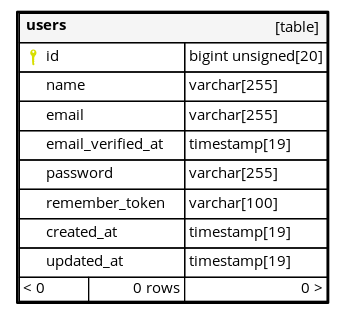 users [table]
id bigint unsigned[20]
name varchar[255]
email varchar[255]
email_verified_at timestamp[19]
password varchar[255]
remember_token varchar[100]
created_at timestamp[19]
updated_at timestamp[19]
< 0 0 rows 0 >